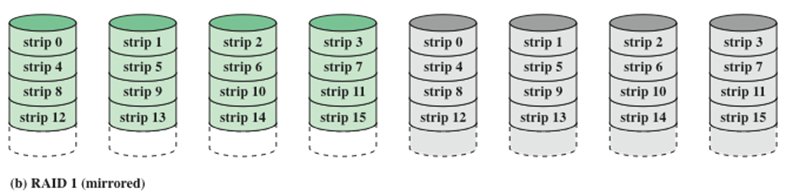 strip 0 strip 1 strip 2 strip 3 strip 0 strip 1 strip 2 strip 3
strip 4 strip 5 strip 6 strip 7 strip 4 strip 5 strip 6 strip 7
strip 8 strip 9 strip 10 strip 11 strip 8 strip 9 strip 10 strip 11
strip 12 strip 13 strip 14 strip 15 strip 12 strip 13 strip 14 strip 15
(b) RAID 1 (mirrored)